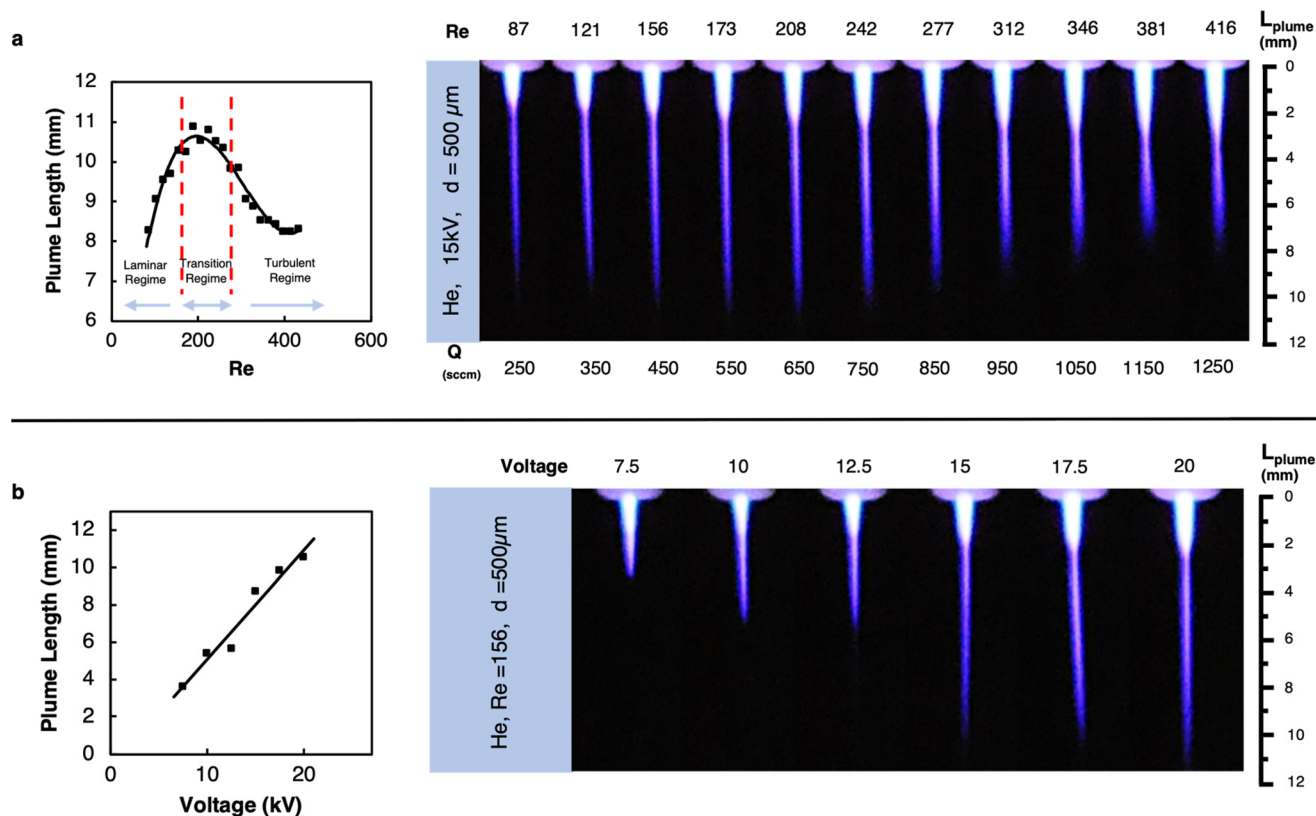 a
Re 87 121 156 173 208 242 277 312 346 381 416
L plume (mm)
12
11
10
9
8
7
6
Plume Length (mm)
Laminar Regime
Transition Regime
Turbulent Regime
0 200 400 600
Re
He, 15kV, d = 500 µm
0
2
4
6
8
10
12
Q (sccm) 250 350 450 550 650 750 850 950 1050 1150 1250
b
Voltage 7.5 10 12.5 15 17.5 20
L plume (mm)
12
10
8
6
4
2
0
Plume Length (mm)
0 10 20
Voltage (kV)
He, Re =156, d =500µm
0
2
4
6
8
10
12